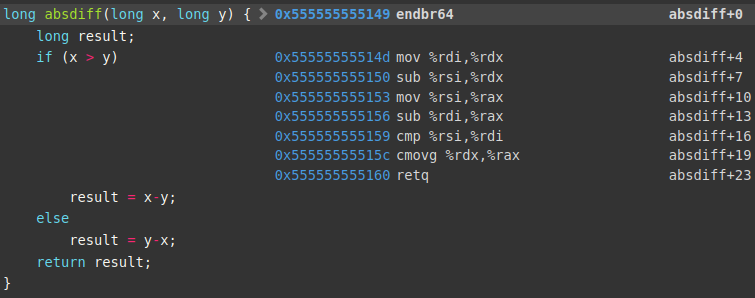 long absdiff(long x, long y) { > 0x555555555149 endbr64 absdiff+0
long result;
if (x > y) 0x55555555514d mov %rdi,%rdx absdiff+4
0x555555555150 sub %rsi,%rdx absdiff+7
0x555555555153 mov %rsi,%rax absdiff+10
0x555555555156 sub %rdi,%rax absdiff+13
0x555555555159 cmp %rsi,%rdi absdiff+16
0x55555555515c cmovg %rdx,%rax absdiff+19
0x555555555160 retq absdiff+23
result = x-y;
else
result = y-x;
return result;
}